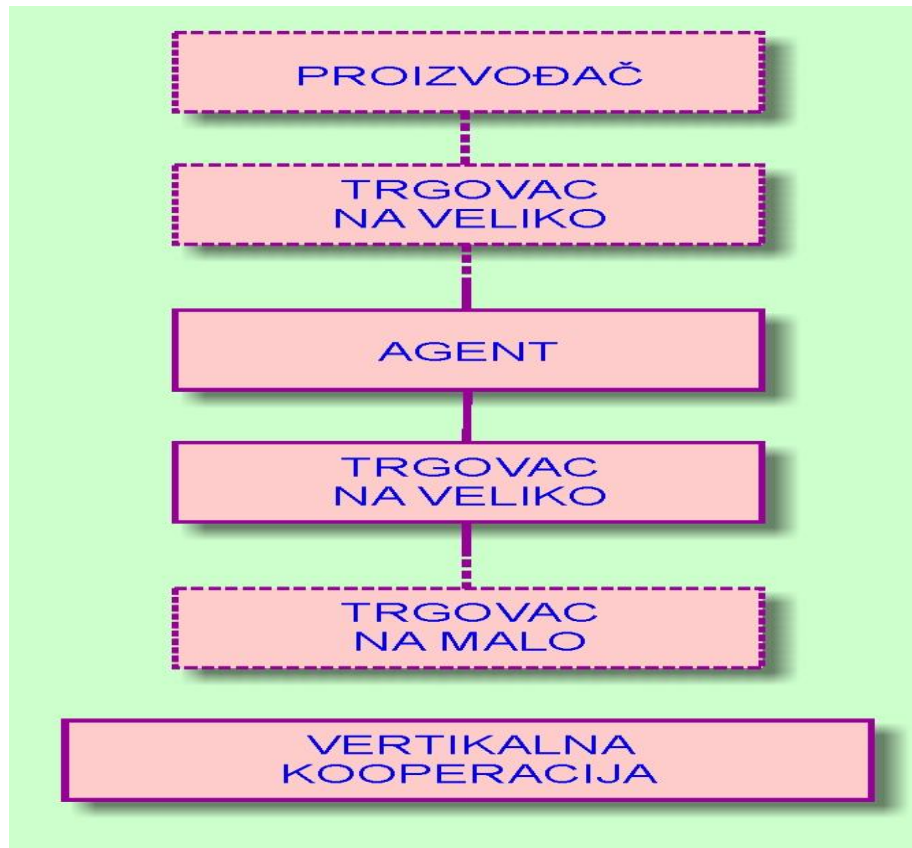 PROIZVOĐAČ
TRGOVAC
NA VELIKO
AGENT
TRGOVAC
NA VELIKO
TRGOVAC
NA MALO
VERTIKALNA
KOOPERACIJA